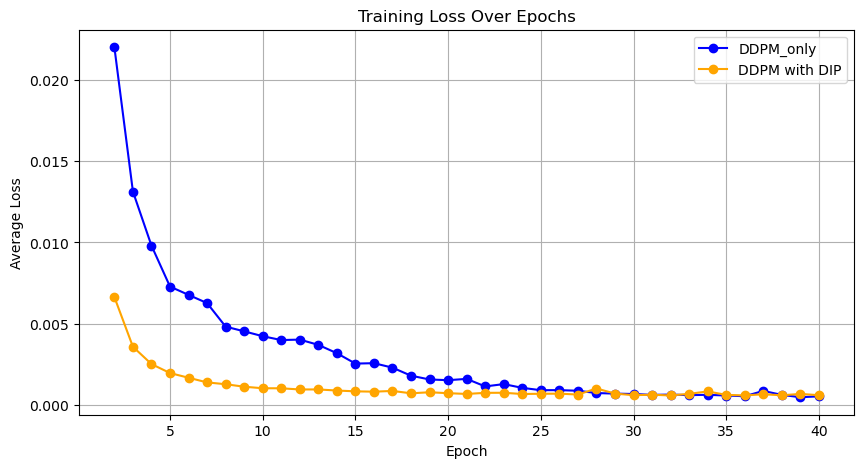 Training Loss Over Epochs
DDPM_only
DDPM with DIP
Average Loss
0.020
0.015
0.010
0.005
0.000
5 10 15 20 25 30 35 40
Epoch